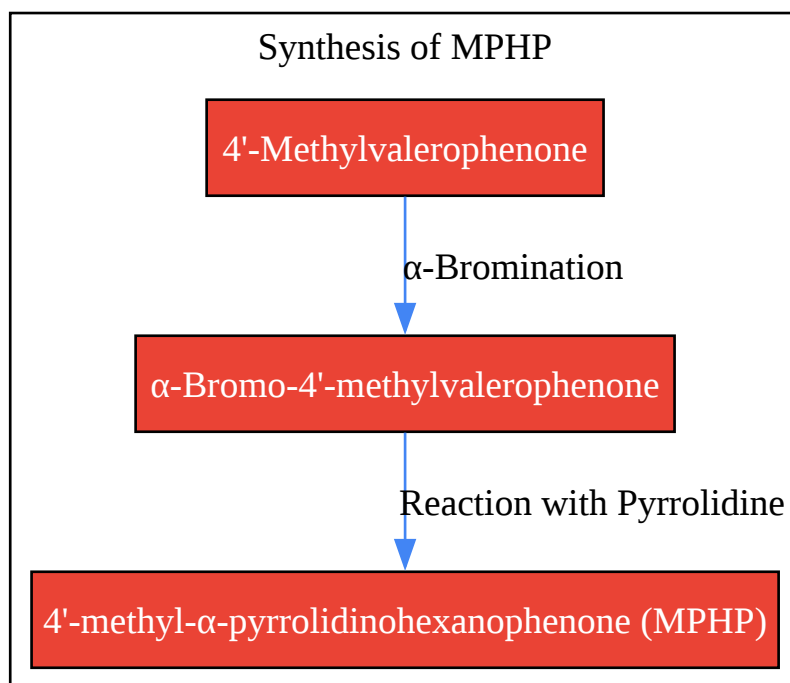 Synthesis of MPHP
4'-Methylvalerophenone
α-Bromination
α-Bromo-4'-methylvalerophenone
Reaction with Pyrrolidine
4'-methyl-α-pyrrolidinohexanophenone (MPHP)